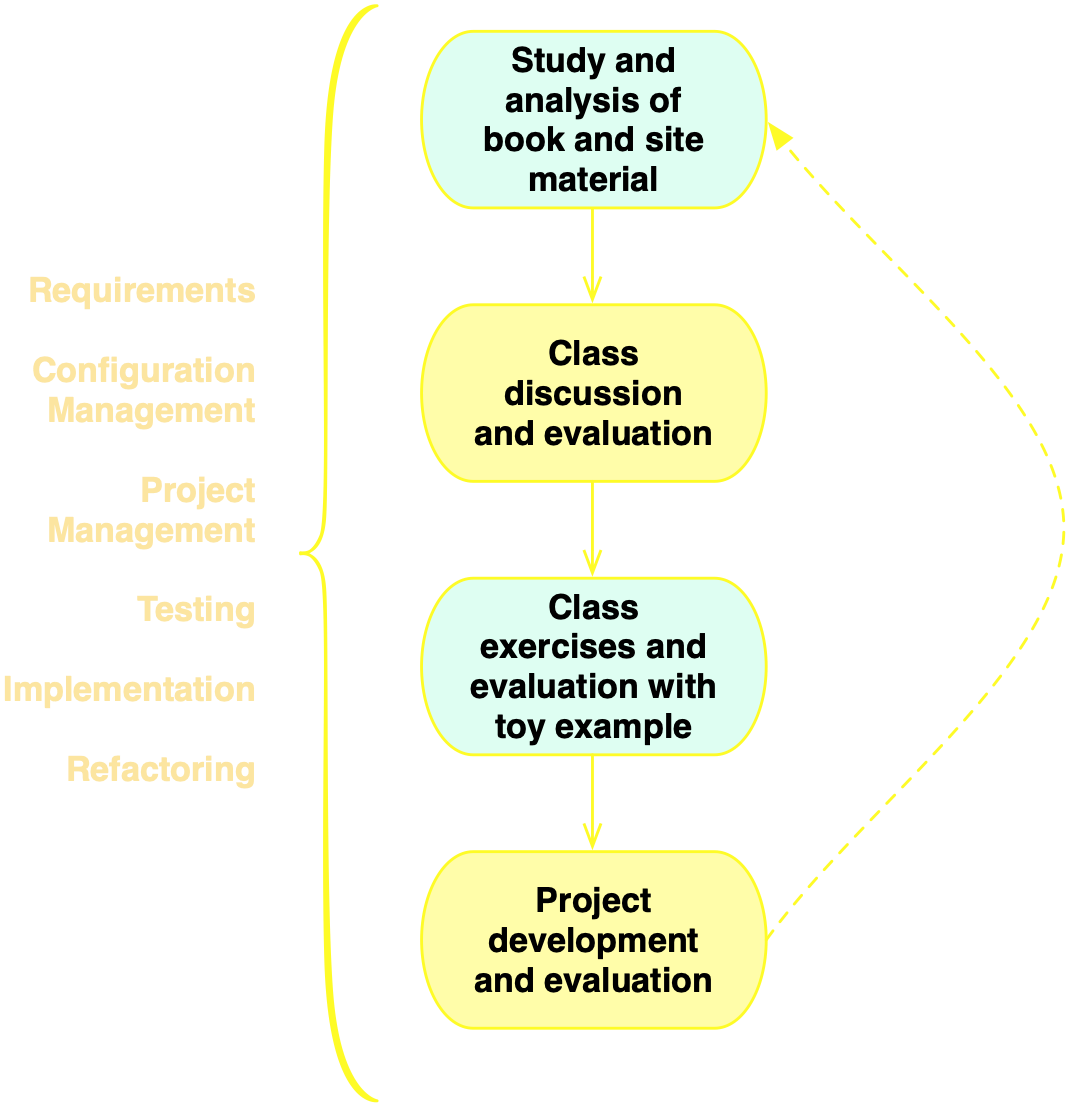 Requirements
Configuration
Management
Project
Management
Testing
Implementation
Refactoring
Study and
analysis of
book and site
material
Class
discussion
and evaluation
Class
exercises and
evaluation with
toy example
Project
development
and evaluation